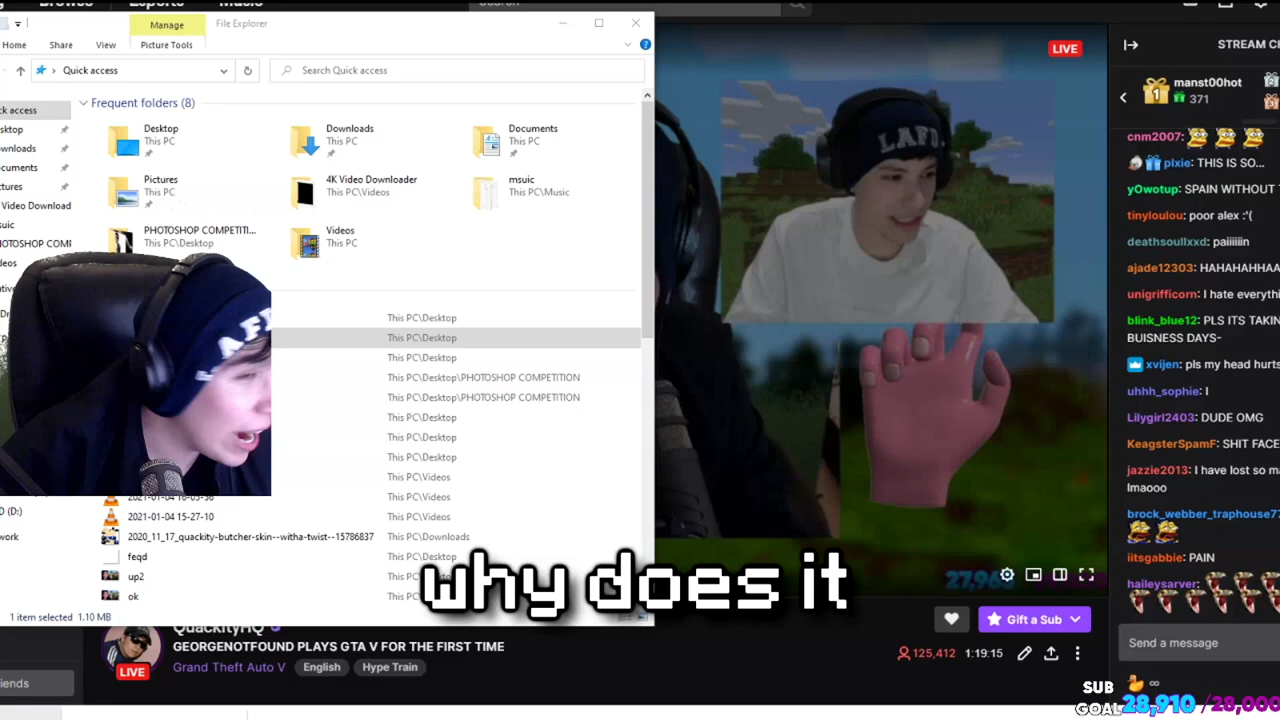 Manage
File Explorer
Home
Share
View
Picture Tools
Quick access
Search Quick access
Frequent folders (8)
Desktop
This PC
Downloads
This PC
Documents
This PC
Pictures
This PC
4K Video Downloader
This PC\Videos
msuic
This PC\Music
PHOTOSHOP COMPETITI...
This PC\Desktop
Videos
This PC
This PC\Desktop
This PC\Desktop
This PC\Desktop
This PC\Desktop\PHOTOSHOP COMPETITION
This PC\Desktop\PHOTOSHOP COMPETITION
This PC\Desktop
This PC\Desktop
This PC\Desktop
This PC\Videos
This PC\Videos
2021-01-04 15-27-10
This PC\Videos
2020_11_17_quackity-butcher-skin--witha-twist--15786837
This PC\Downloads
feqd
This PC\Desktop
up2
ok
1 item selected 1.10 MB
why does it
LIVE
QuackityHQ
GEORGENOTFOUND PLAYS GTA V FOR THE FIRST TIME
Grand Theft Auto V
English
Hype Train
LIVE
Gift a Sub
125,412
1:19:15
STREAM C
manst00hot
371
cnm2007:
plxie: THIS IS SO...
yOwotup: SPAIN WITHOUT
tinyloulou: poor alex :'(
deathsoullxxd: paiiiiiin
ajade12303: HAHAHAHHA
unigrifficorn: I hate everythi
blink_blue12: PLS ITS TAKIN
BUISNESS DAYS-
xvijen: pls my head hurts
uhhh_sophie: I
Lilygirl2403: DUDE OMG
KeagsterSpamF: SHIT FACE
jazzie2013: I have lost so ma
lmaooo
brock_webber_traphouse77
iitsgabbie: PAIN
haileysarver:
Send a message
SUB
GOAL 28,910 /28,000